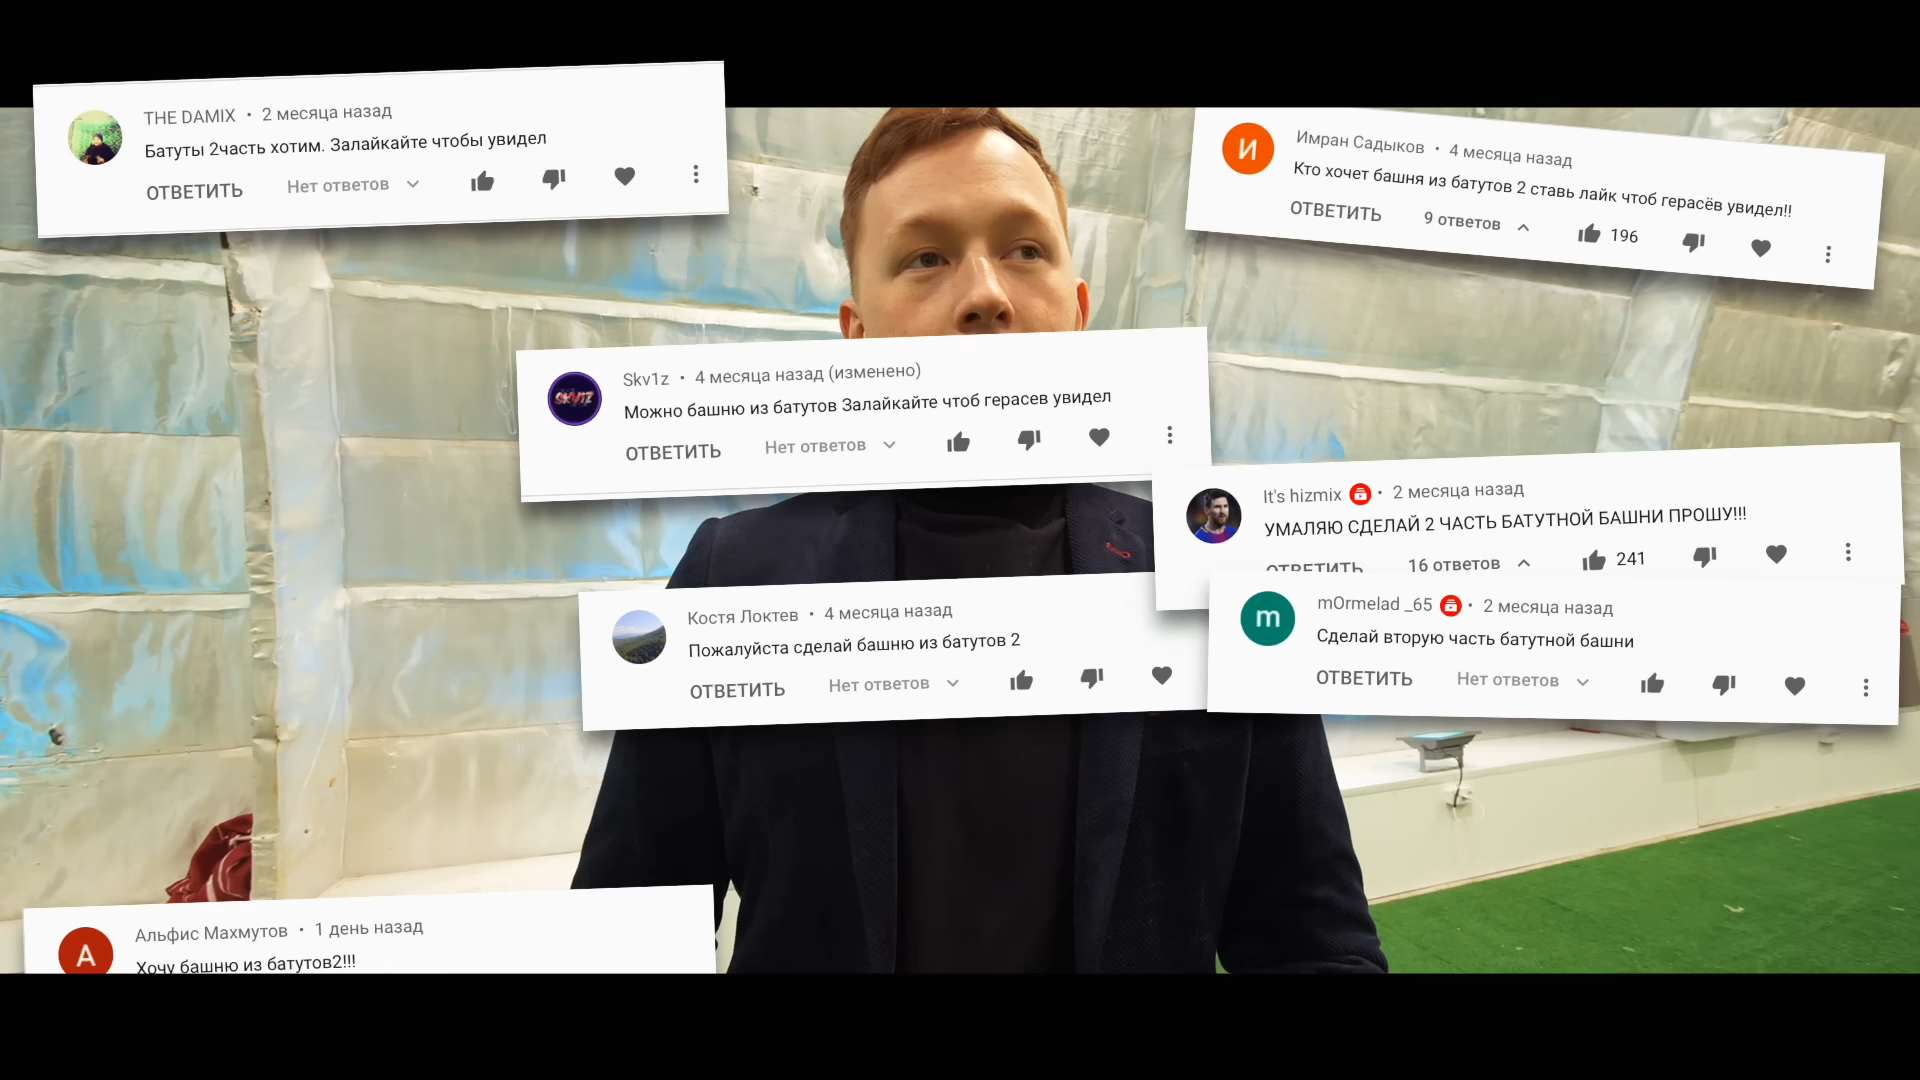 THE DAMIX • 2 месяца назад
Батуты 2часть хотим. Залайкайте чтобы увидел
ОТВЕТИТЬ Нет ответов
Имран Садыков • 4 месяца назад
Кто хочет башня из батутов 2 ставь лайк чтоб герасёв увидел!!
ОТВЕТИТЬ 9 ответов 196
SKV1Z
Skv1z • 4 месяца назад (изменено)
Можно башню из батутов Залайкайте чтоб герасев увидел
ОТВЕТИТЬ Нет ответов
It's hizmix • 2 месяца назад
УМАЛЯЮ СДЕЛАЙ 2 ЧАСТЬ БАТУТНОЙ БАШНИ ПРОШУ!!!
ОТВЕТИТЬ 16 ответов 241
Костя Локтев • 4 месяца назад
Пожалуйста сделай башню из батутов 2
ОТВЕТИТЬ Нет ответов
m
mOrmelad _65 • 2 месяца назад
Сделай вторую часть батутной башни
ОТВЕТИТЬ Нет ответов
А
Альфис Махмутов • 1 день назад
Хочу башню из батутов2!!!